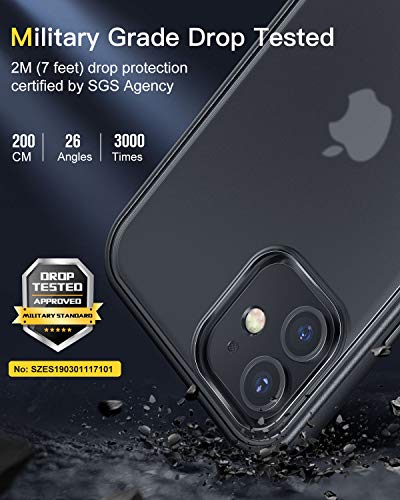 Military Grade Drop Tested
2M (7 feet) drop protection
certified by SGS Agency
200
CM
26
Angles
3000
Times
DROP
TESTED
APPROVED
MILITARY STANDARD
No: SZES190301117101